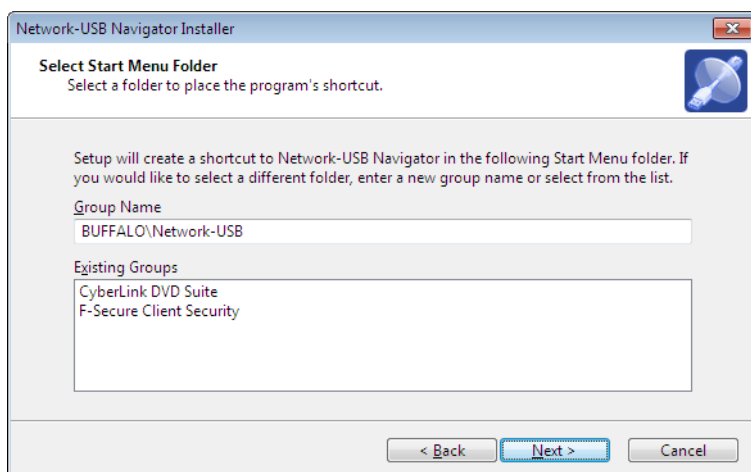 Network-USB Navigator Installer
Select Start Menu Folder
Select a folder to place the program's shortcut.
Setup will create a shortcut to Network-USB Navigator in the following Start Menu folder. If
you would like to select a different folder, enter a new group name or select from the list.
Group Name
BUFFALO\Network-USB
Existing Groups
CyberLink DVD Suite
F-Secure Client Security
< Back Next > Cancel